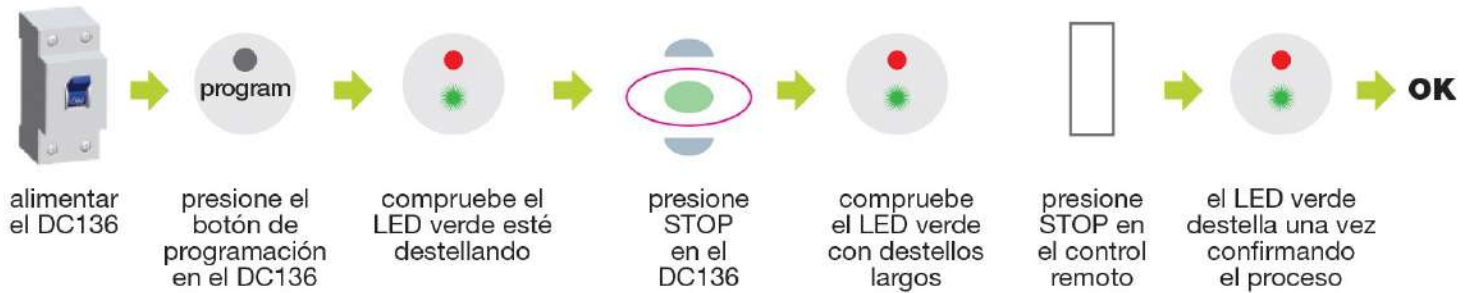 program
OK
alimentar
el DC136
presione el
botón de
programación
en el DC136
compruebe el
LED verde esté
destellando
presione
STOP
en el
DC136
compruebe
el LED verde
con destellos
largos
presione
STOP en
el control
remoto
el LED verde
destella una vez
confirmando
el proceso